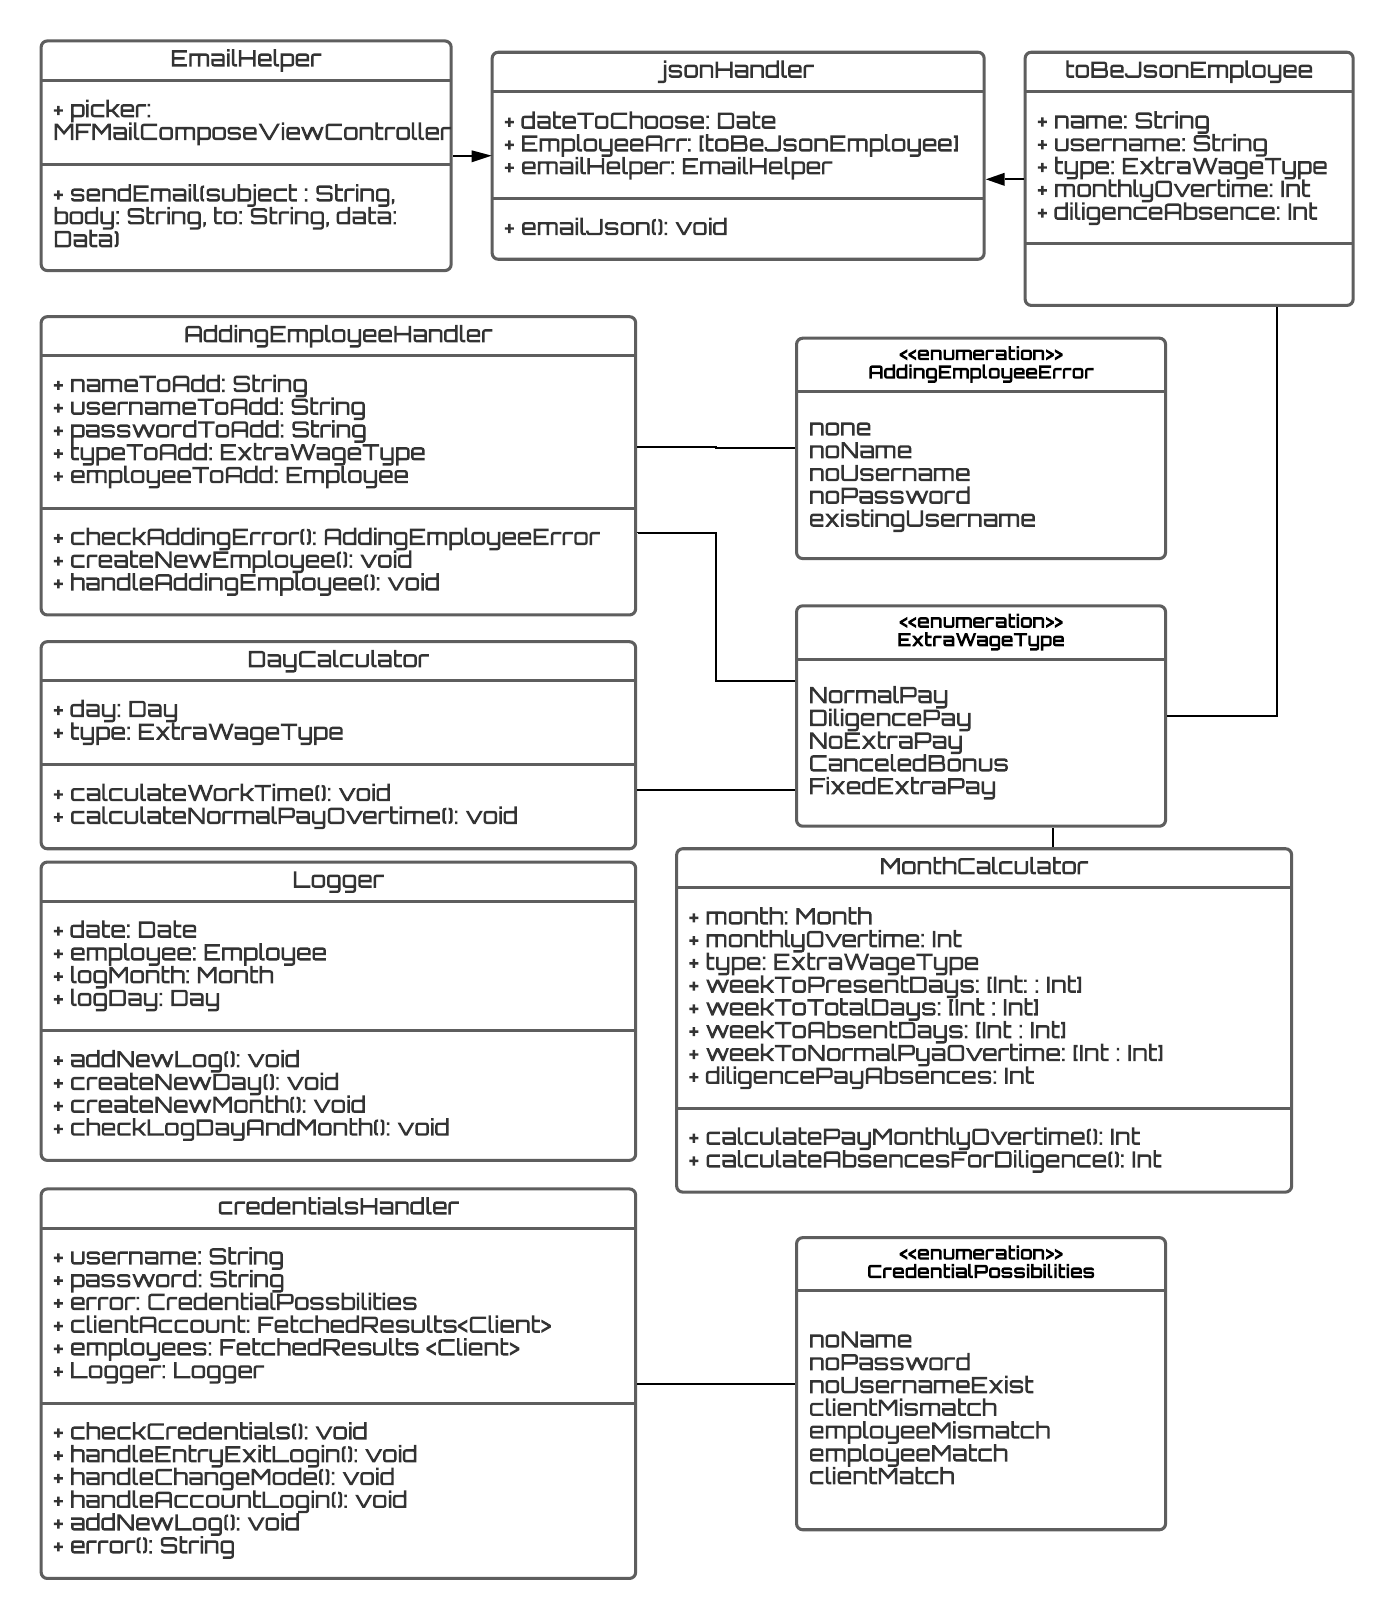 EmailHelper
+ picker:
MFMailComposeViewController
+ sendEmail(subject : String,
body: String, to: String, data:
Data)
jsonHandler
+ dateToChoose: Date
+ EmployeeArr: [toBeJsonEmployee]
+ emailHelper: EmailHelper
+ emailJson(): void
toBeJsonEmployee
+ name: String
+ username: String
+ type: ExtraWageType
+ monthlyOvertime: Int
+ diligenceAbsence: Int
AddingEmployeeHandler
+ nameToAdd: String
+ usernameToAdd: String
+ passwordToAdd: String
+ typeToAdd: ExtraWageType
+ employeeToAdd: Employee
+ checkAddingError(): AddingEmployeeError
+ createNewEmployee(): void
+ handleAddingEmployee(): void
<<enumeration>>
AddingEmployeeError
none
noName
noUsername
noPassword
existingUsername
DayCalculator
+ day: Day
+ type: ExtraWageType
+ calculateWorkTime(): void
+ calculateNormalPayOvertime(): void
<<enumeration>>
ExtraWageType
NormalPay
DiligencePay
NoExtraPay
CanceledBonus
FixedExtraPay
Logger
+ date: Date
+ employee: Employee
+ logMonth: Month
+ logDay: Day
+ addNewLog(): void
+ createNewDay(): void
+ createNewMonth(): void
+ checkLogDayAndMonth(): void
MonthCalculator
+ month: Month
+ monthlyOvertime: Int
+ type: ExtraWageType
+ weekToPresentDays: [Int: : Int]
+ weekToTotalDays: [Int : Int]
+ weekToAbsentDays: [Int : Int]
+ weekToNormalPyaOvertime: [Int : Int]
+ diligencePayAbsences: Int
+ calculatePayMonthlyOvertime(): Int
+ calculateAbsencesForDiligence(): Int
credentialsHandler
+ username: String
+ password: String
+ error: CredentialPossbilities
+ clientAccount: FetchedResults<Client>
+ employees: FetchedResults <Client>
+ Logger: Logger
+ checkCredentials(): void
+ handleEntryExitLogin(): void
+ handleChangeMode(): void
+ handleAccountLogin(): void
+ addNewLog(): void
+ error(): String
<<enumeration>>
CredentialPossibilities
noName
noPassword
noUsernameExist
clientMismatch
employeeMismatch
employeeMatch
clientMatch